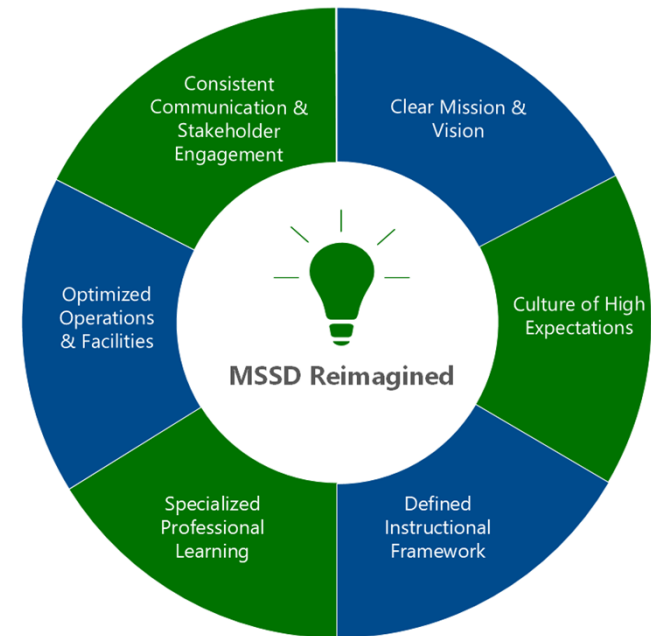 Clear Mission &
Vision
Culture of High
Expectations
Defined
Instructional
Framework
Specialized
Professional
Learning
Optimized
Operations
& Facilities
Consistent
Communication &
Stakeholder
Engagement
MSSD Reimagined